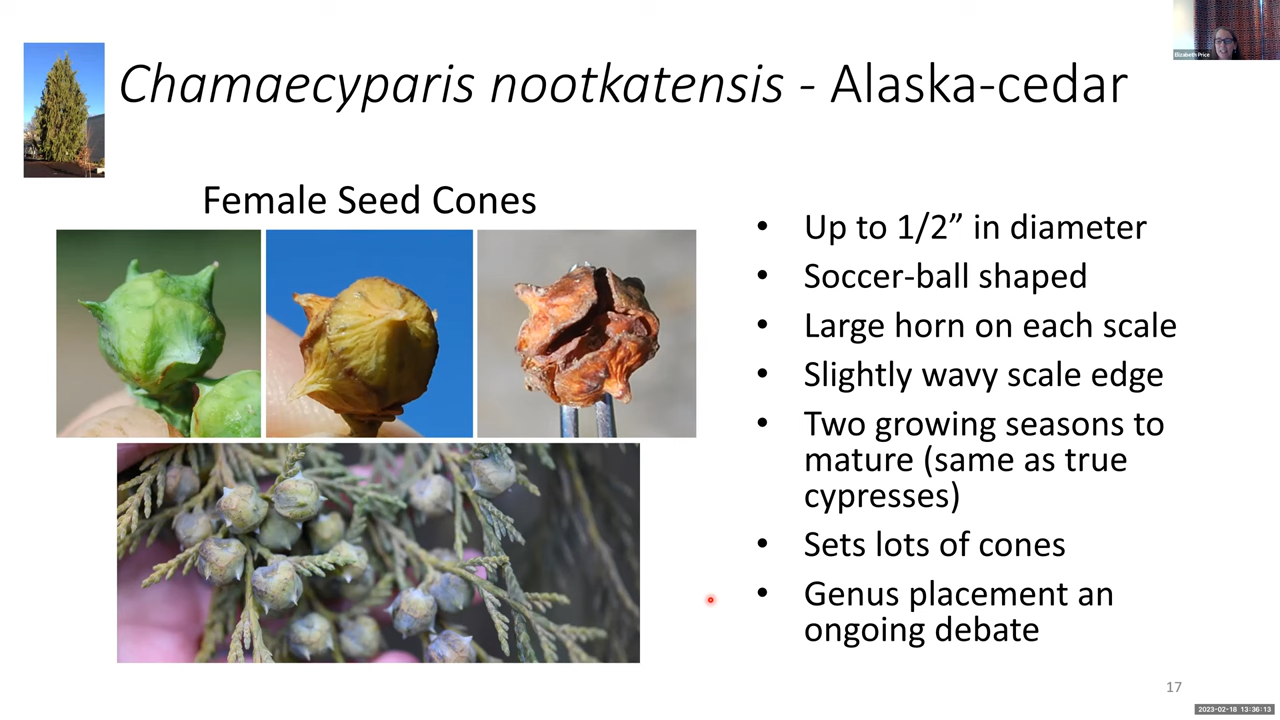 Elizabeth Price
Chamaecyparis nootkatensis - Alaska-cedar
Female Seed Cones
• Up to 1/2” in diameter
• Soccer-ball shaped
• Large horn on each scale
• Slightly wavy scale edge
• Two growing seasons to
mature (same as true
cypresses)
• Sets lots of cones
• Genus placement an
ongoing debate
17
2023-02-18 13:36:13